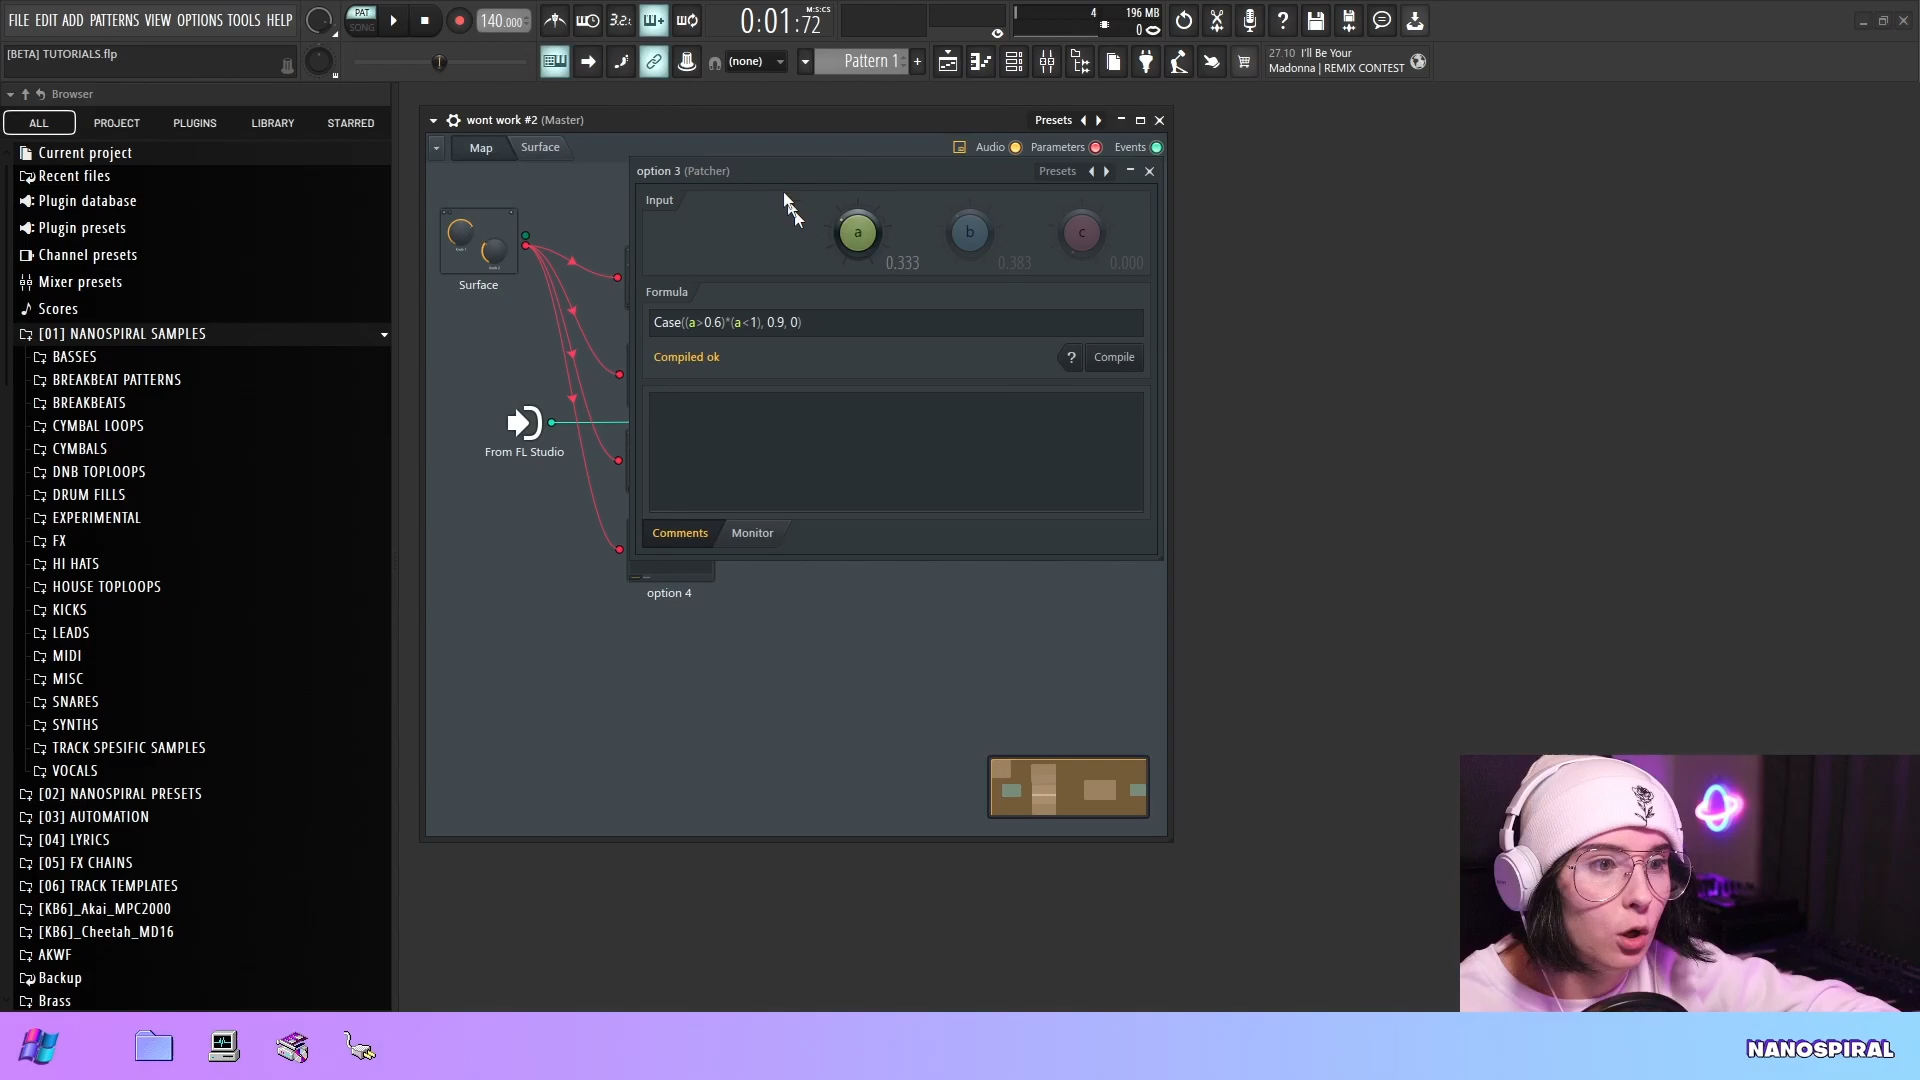 FILE EDIT ADD PATTERNS VIEW OPTIONS TOOLS HELP
PAT
SONG
140.000
3.2.1
0:01:72
M:S:CS
4
196 MB
0
[BETA] TUTORIALS.flp
(none)
Pattern 1
27.10 I'll Be Your
Madonna | REMIX CONTEST
Browser
ALL
PROJECT
PLUGINS
LIBRARY
STARRED
Current project
Recent files
Plugin database
Plugin presets
Channel presets
Mixer presets
Scores
[01] NANOSPIRAL SAMPLES
BASSES
BREAKBEAT PATTERNS
BREAKBEATS
CYMBAL LOOPS
CYMBALS
DNB TOPLOOPS
DRUM FILLS
EXPERIMENTAL
FX
HI HATS
HOUSE TOPLOOPS
KICKS
LEADS
MIDI
MISC
SNARES
SYNTHS
TRACK SPESIFIC SAMPLES
VOCALS
[02] NANOSPIRAL PRESETS
[03] AUTOMATION
[04] LYRICS
[05] FX CHAINS
[06] TRACK TEMPLATES
[KB6]_Akai_MPC2000
[KB6]_Cheetah_MD16
AKWF
Backup
Brass
wont work #2 (Master)
Presets
Map
Surface
Audio
Parameters
Events
option 3 (Patcher)
Presets
Input
a
b
c
0.333
0.383
0.000
Surface
Formula
Case((a>0.6)*(a<1), 0.9, 0)
Compiled ok
?
Compile
From FL Studio
Comments
Monitor
option 4
NANOSPIRAL